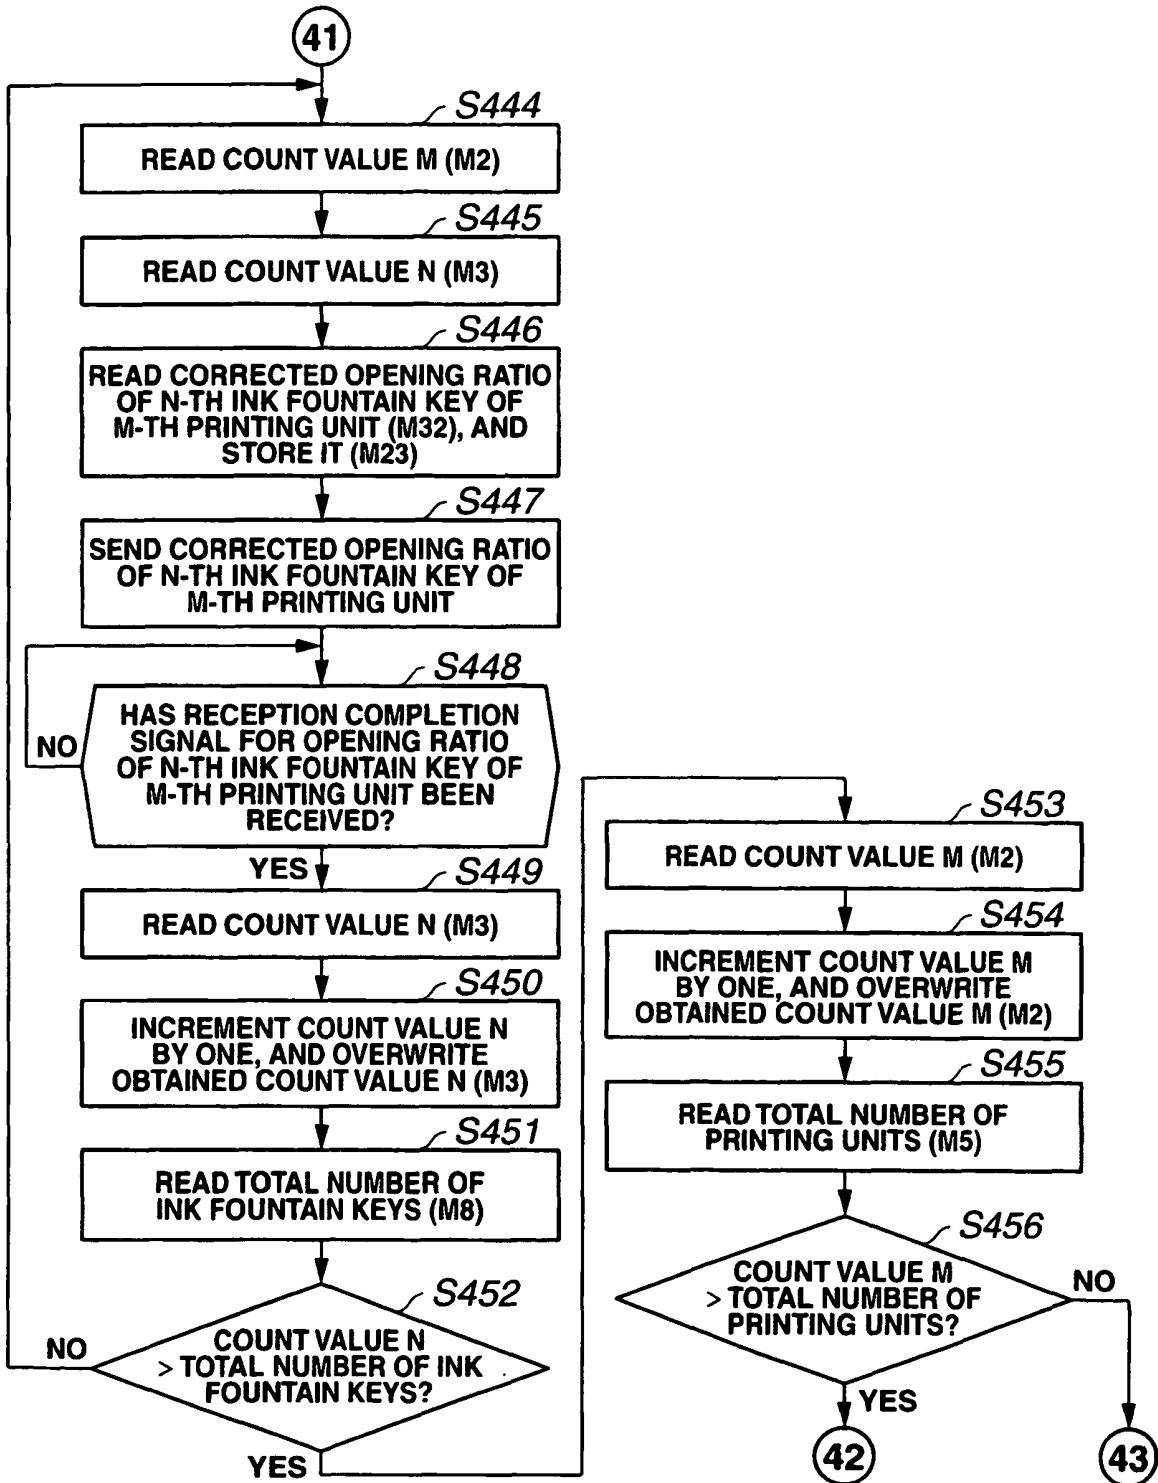 41
S444
READ COUNT VALUE M (M2)
S445
READ COUNT VALUE N (M3)
S446
READ CORRECTED OPENING RATIO
OF N-TH INK FOUNTAIN KEY OF
M-TH PRINTING UNIT (M32), AND
STORE IT (M23)
S447
SEND CORRECTED OPENING RATIO
OF N-TH INK FOUNTAIN KEY OF
M-TH PRINTING UNIT
S448
HAS RECEPTION COMPLETION
SIGNAL FOR OPENING RATIO
OF N-TH INK FOUNTAIN KEY OF
M-TH PRINTING UNIT BEEN
RECEIVED?
NO
YES
S449
READ COUNT VALUE N (M3)
S450
INCREMENT COUNT VALUE N
BY ONE, AND OVERWRITE
OBTAINED COUNT VALUE N (M3)
S451
READ TOTAL NUMBER OF
INK FOUNTAIN KEYS (M8)
S452
COUNT VALUE N
> TOTAL NUMBER OF INK
FOUNTAIN KEYS?
NO
YES
S453
READ COUNT VALUE M (M2)
S454
INCREMENT COUNT VALUE M
BY ONE, AND OVERWRITE
OBTAINED COUNT VALUE M (M2)
S455
READ TOTAL NUMBER OF
PRINTING UNITS (M5)
S456
COUNT VALUE M
> TOTAL NUMBER OF
PRINTING UNITS?
NO
YES
42
43